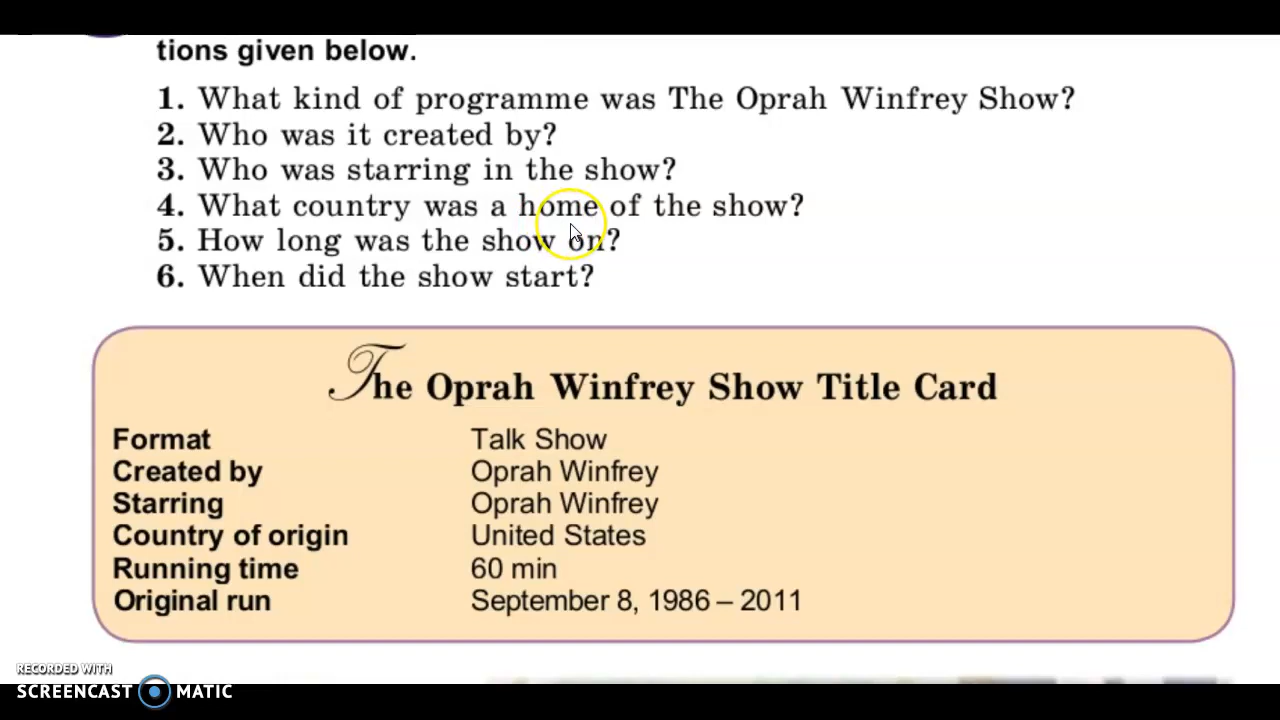 tions given below.
1. What kind of programme was The Oprah Winfrey Show?
2. Who was it created by?
3. Who was starring in the show?
4. What country was a home of the show?
5. How long was the show on?
6. When did the show start?
The Oprah Winfrey Show Title Card
Format Talk Show
Created by Oprah Winfrey
Starring Oprah Winfrey
Country of origin United States
Running time 60 min
Original run September 8, 1986 – 2011
RECORDED WITH
SCREENCAST MATIC